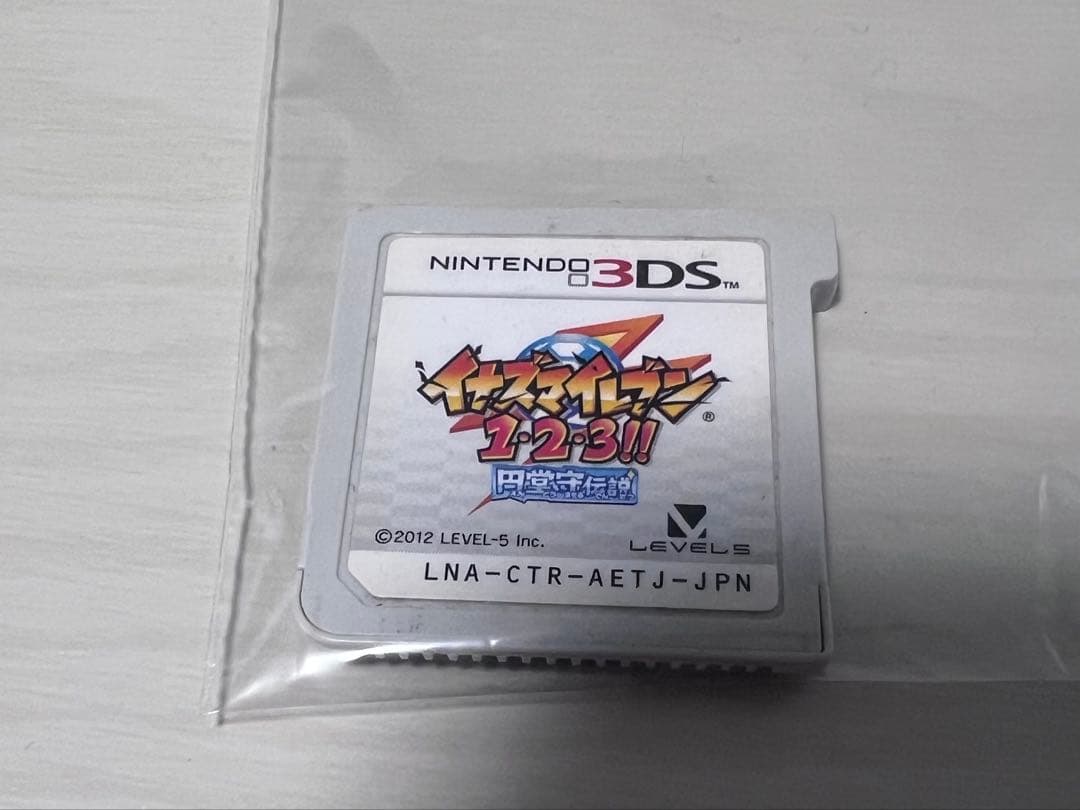 NINTENDO 3DS™
イナズマイレブン®
1・2・3!!
円堂守伝説
©2012 LEVEL-5 Inc.
LEVEL5
LNA-CTR-AETJ-JPN